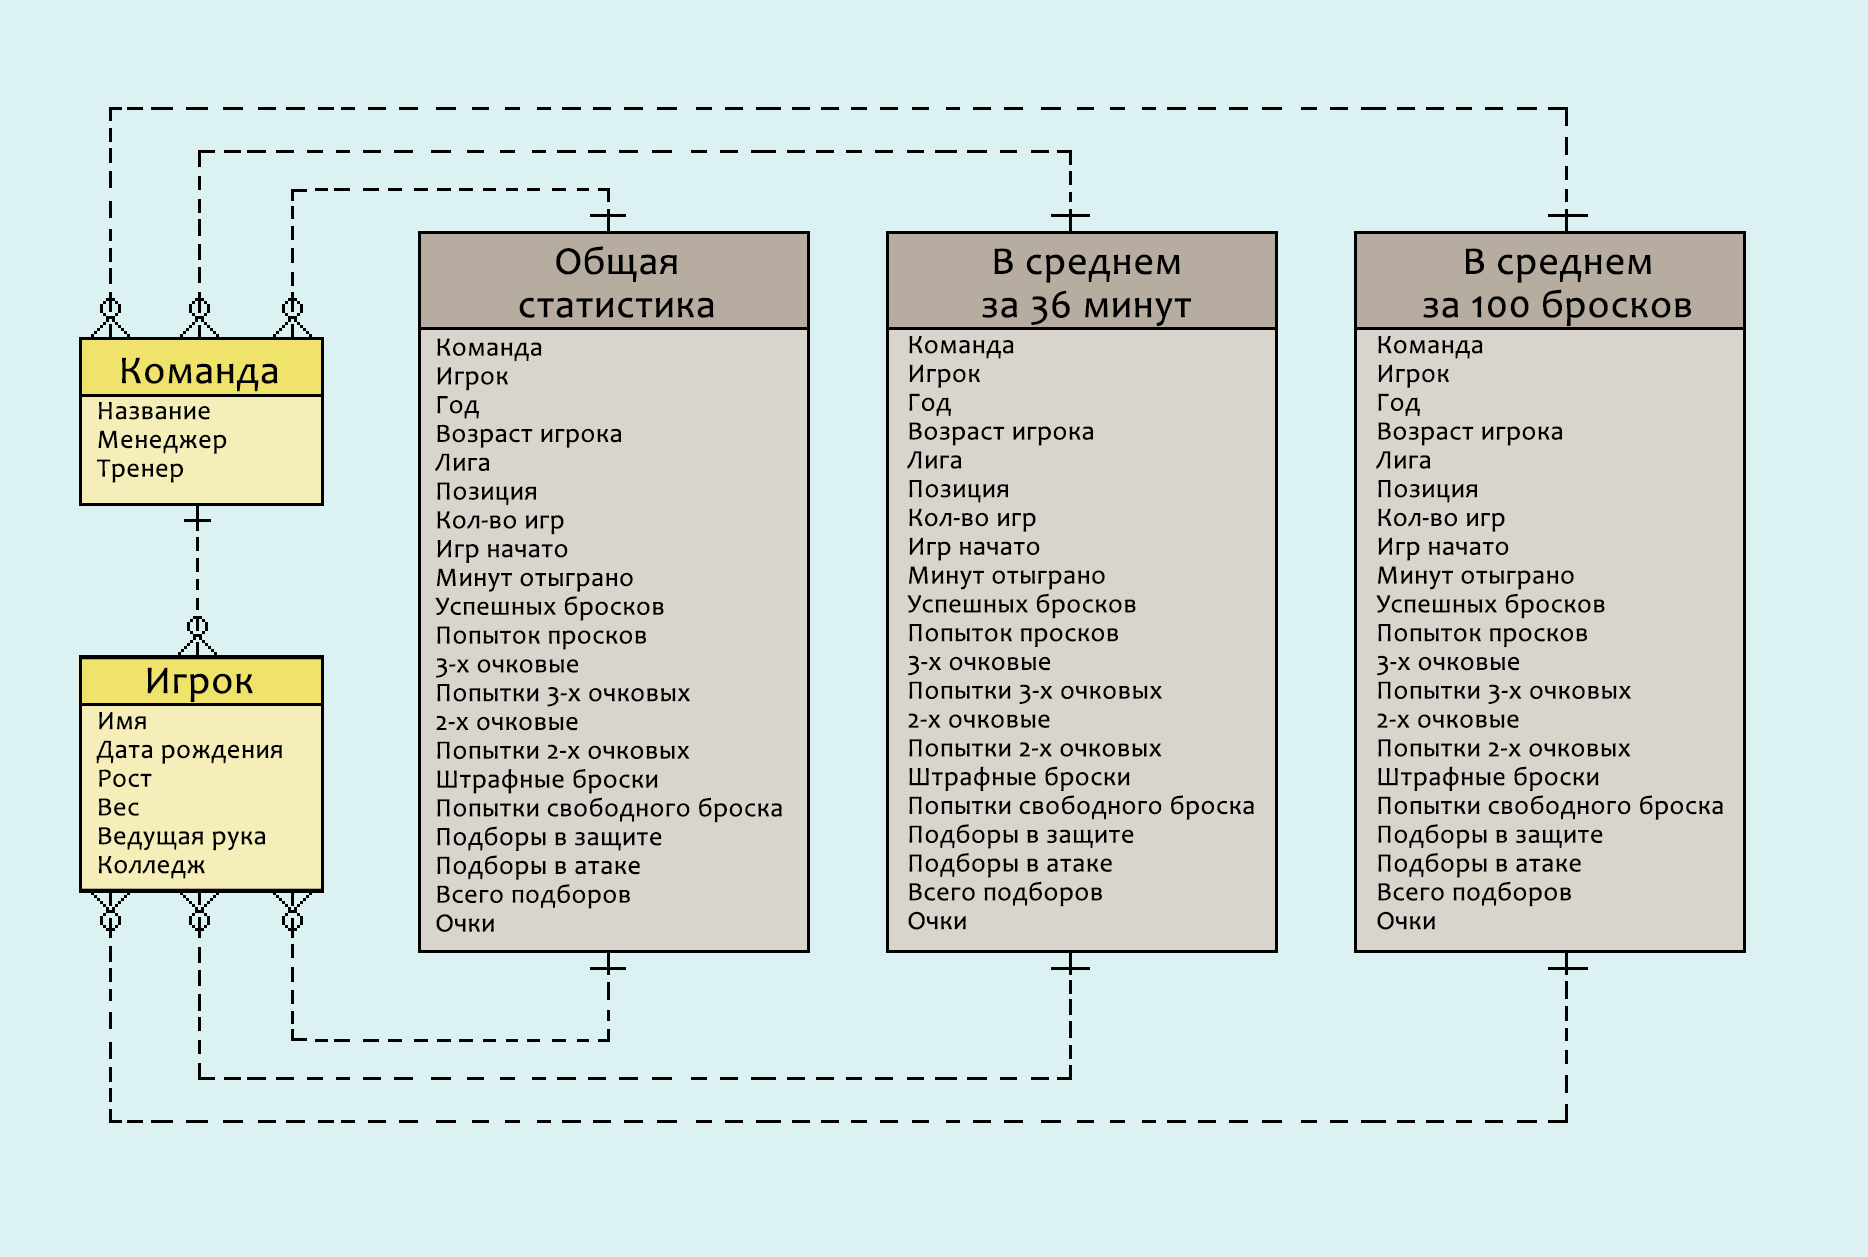 Общая
статистика
В среднем
за 36 минут
В среднем
за 100 бросков
Команда
Название
Менеджер
Тренер
Игрок
Имя
Дата рождения
Рост
Вес
Ведущая рука
Колледж
Команда
Игрок
Год
Возраст игрока
Лига
Позиция
Кол-во игр
Игр начато
Минут отыграно
Успешных бросков
Попыток просков
3-х очковые
Попытки 3-х очковых
2-х очковые
Попытки 2-х очковых
Штрафные броски
Попытки свободного броска
Подборы в защите
Подборы в атаке
Всего подборов
Очки
Команда
Игрок
Год
Возраст игрока
Лига
Позиция
Кол-во игр
Игр начато
Минут отыграно
Успешных бросков
Попыток просков
3-х очковые
Попытки 3-х очковых
2-х очковые
Попытки 2-х очковых
Штрафные броски
Попытки свободного броска
Подборы в защите
Подборы в атаке
Всего подборов
Очки
Команда
Игрок
Год
Возраст игрока
Лига
Позиция
Кол-во игр
Игр начато
Минут отыграно
Успешных бросков
Попыток просков
3-х очковые
Попытки 3-х очковых
2-х очковые
Попытки 2-х очковых
Штрафные броски
Попытки свободного броска
Подборы в защите
Подборы в атаке
Всего подборов
Очки